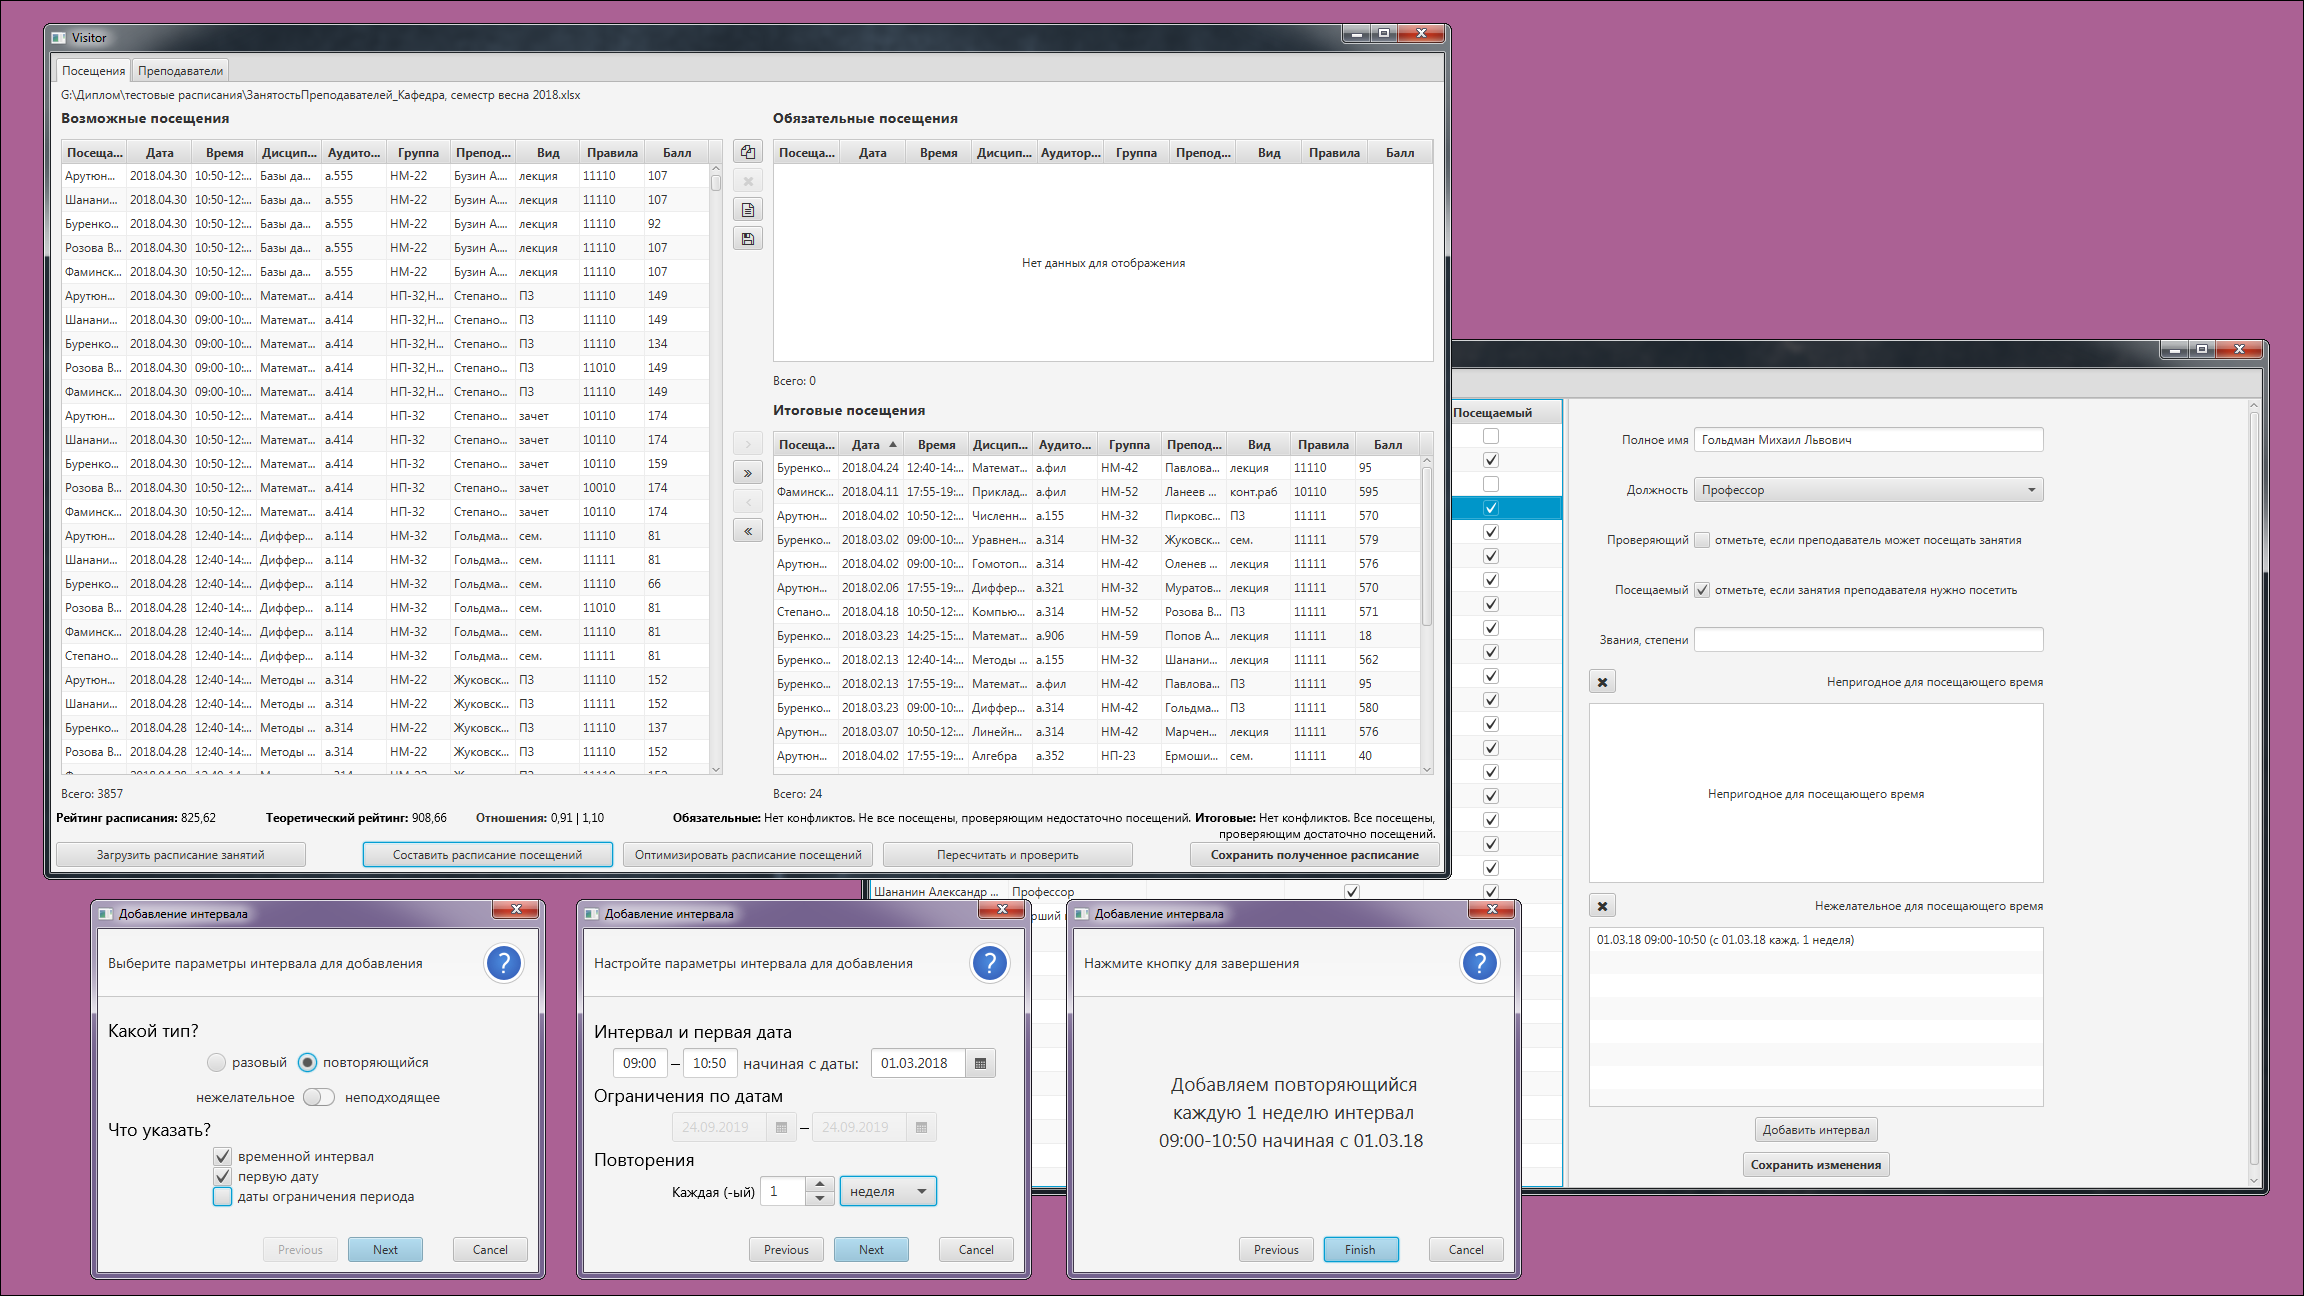 Visitor
Посещения Преподаватели
G:\Диплом\тестовые расписания\ЗанятостьПреподавателей_Кафедра, семестр весна 2018.xlsx
Возможные посещения
Посеща... Дата Время Дисцип... Аудито... Группа Препод... Вид Правила Балл
Арутюн... 2018.04.30 10:50-12:... Базы да... а.555 НМ-22 Бузин А.... лекция 11110 107
Шанани... 2018.04.30 10:50-12:... Базы да... а.555 НМ-22 Бузин А.... лекция 11110 107
Буренко... 2018.04.30 10:50-12:... Базы да... а.555 НМ-22 Бузин А.... лекция 11110 92
Розова В... 2018.04.30 10:50-12:... Базы да... а.555 НМ-22 Бузин А.... лекция 11110 107
Фаминск... 2018.04.30 10:50-12:... Базы да... а.555 НМ-22 Бузин А.... лекция 11110 107
Арутюн... 2018.04.30 09:00-10:... Математ... а.414 НП-32,Н... Степано... ПЗ 11110 149
Шанани... 2018.04.30 09:00-10:... Математ... а.414 НП-32,Н... Степано... ПЗ 11110 149
Буренко... 2018.04.30 09:00-10:... Математ... а.414 НП-32,Н... Степано... ПЗ 11110 134
Розова В... 2018.04.30 09:00-10:... Математ... а.414 НП-32,Н... Степано... ПЗ 11010 149
Фаминск... 2018.04.30 09:00-10:... Математ... а.414 НП-32,Н... Степано... ПЗ 11110 149
Арутюн... 2018.04.30 10:50-12:... Математ... а.414 НП-32 Степано... зачет 10110 174
Шанани... 2018.04.30 10:50-12:... Математ... а.414 НП-32 Степано... зачет 10110 174
Буренко... 2018.04.30 10:50-12:... Математ... а.414 НП-32 Степано... зачет 10110 159
Розова В... 2018.04.30 10:50-12:... Математ... а.414 НП-32 Степано... зачет 10010 174
Фаминск... 2018.04.30 10:50-12:... Математ... а.414 НП-32 Степано... зачет 10110 174
Арутюн... 2018.04.28 12:40-14:... Диффер... а.114 НМ-32 Гольдма... сем. 11110 81
Шанани... 2018.04.28 12:40-14:... Диффер... а.114 НМ-32 Гольдма... сем. 11111 81
Буренко... 2018.04.28 12:40-14:... Диффер... а.114 НМ-32 Гольдма... сем. 11110 66
Розова В... 2018.04.28 12:40-14:... Диффер... а.114 НМ-32 Гольдма... сем. 11010 81
Фаминск... 2018.04.28 12:40-14:... Диффер... а.114 НМ-32 Гольдма... сем. 11110 81
Степано... 2018.04.28 12:40-14:... Диффер... а.114 НМ-32 Гольдма... сем. 11111 81
Арутюн... 2018.04.28 12:40-14:... Методы ... а.314 НМ-22 Жуковск... ПЗ 11110 152
Шанани... 2018.04.28 12:40-14:... Методы ... а.314 НМ-22 Жуковск... ПЗ 11111 152
Буренко... 2018.04.28 12:40-14:... Методы ... а.314 НМ-22 Жуковск... ПЗ 11110 137
Розова В... 2018.04.28 12:40-14:... Методы ... а.314 НМ-22 Жуковск... ПЗ 11110 152
Всего: 3857
Обязательные посещения
Посеща... Дата Время Дисцип... Аудитор... Группа Препод... Вид Правила Балл
Нет данных для отображения
Всего: 0
Итоговые посещения
Посеща... Дата Время Дисцип... Аудито... Группа Препод... Вид Правила Балл
Буренко... 2018.04.24 12:40-14:... Математ... а.фил НМ-42 Павлова... лекция 11110 95
Фаминск... 2018.04.11 17:55-19:... Приклад... а.фил НМ-52 Ланеев ... конт.раб 10110 595
Арутюн... 2018.04.02 10:50-12:... Численн... а.155 НМ-32 Пирковс... ПЗ 11111 570
Буренко... 2018.03.02 09:00-10:... Уравнен... а.314 НМ-32 Жуковск... сем. 11111 579
Арутюн... 2018.04.02 09:00-10:... Гомотоп... а.314 НМ-42 Оленев ... лекция 11111 576
Арутюн... 2018.02.06 17:55-19:... Диффер... а.321 НМ-32 Муратов... лекция 11111 570
Степано... 2018.04.18 10:50-12:... Компью... а.314 НМ-52 Розова В... ПЗ 11111 571
Буренко... 2018.03.23 14:25-15:... Математ... а.906 НМ-59 Попов А... лекция 11111 18
Буренко... 2018.02.13 12:40-14:... Методы ... а.155 НМ-32 Шанани... лекция 11111 562
Буренко... 2018.02.13 17:55-19:... Математ... а.фил НМ-42 Павлова... ПЗ 11111 95
Буренко... 2018.03.23 09:00-10:... Диффер... а.314 НМ-42 Гольдма... ПЗ 11111 580
Арутюн... 2018.03.07 10:50-12:... Линейн... а.314 НМ-42 Марчен... лекция 11111 576
Арутюн... 2018.04.02 17:55-19:... Алгебра а.352 НП-23 Ермоши... сем. 11111 40
Всего: 24
Рейтинг расписания: 825,62 Теоретический рейтинг: 908,66 Отношения: 0,91 | 1,10
Обязательные: Нет конфликтов. Не все посещены, проверяющим недостаточно посещений. Итоговые: Нет конфликтов. Все посещены,
проверяющим достаточно посещений.
Загрузить расписание занятий Составить расписание посещений Оптимизировать расписание посещений Пересчитать и проверить Сохранить полученное расписание
Посещаемый
Шананин Александр ... Профессор
рший
Полное имя Гольдман Михаил Львович
Должность Профессор
Проверяющий отметьте, если преподаватель может посещать занятия
Посещаемый отметьте, если занятия преподавателя нужно посетить
Звания, степени
Непригодное для посещающего время
Непригодное для посещающего время
Нежелательное для посещающего время
01.03.18 09:00-10:50 (с 01.03.18 кажд. 1 неделя)
Добавить интервал
Сохранить изменения
Добавление интервала
Выберите параметры интервала для добавления
?
Какой тип?
разовый повторяющийся
нежелательное неподходящее
Что указать?
временной интервал
первую дату
даты ограничения периода
Previous Next Cancel
Добавление интервала
Настройте параметры интервала для добавления
?
Интервал и первая дата
09:00 – 10:50 начиная с даты: 01.03.2018
Ограничения по датам
24.09.2019 – 24.09.2019
Повторения
Каждая (-ый) 1 неделя
Previous Next Cancel
Добавление интервала
Нажмите кнопку для завершения
?
Добавляем повторяющийся
каждую 1 неделю интервал
09:00-10:50 начиная с 01.03.18
Previous Finish Cancel